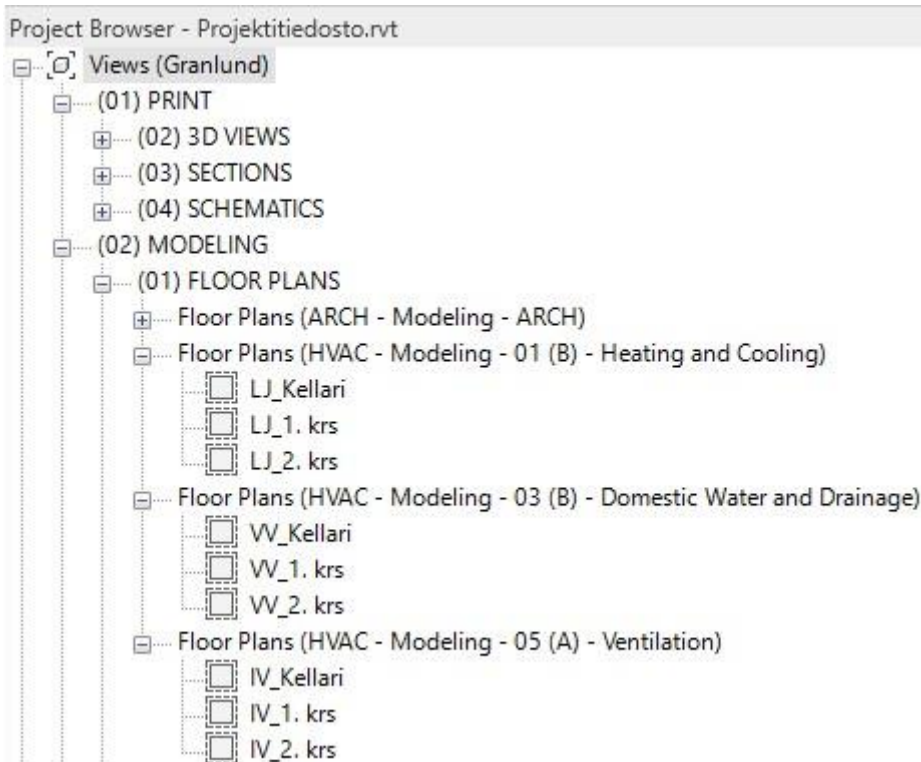 Project Browser - Projektitiedosto.rvt
Views (Granlund)
(01) PRINT
(02) 3D VIEWS
(03) SECTIONS
(04) SCHEMATICS
(02) MODELING
(01) FLOOR PLANS
Floor Plans (ARCH - Modeling - ARCH)
Floor Plans (HVAC - Modeling - 01 (B) - Heating and Cooling)
LJ_Kellari
LJ_1. krs
LJ_2. krs
Floor Plans (HVAC - Modeling - 03 (B) - Domestic Water and Drainage)
VV_Kellari
VV_1. krs
VV_2. krs
Floor Plans (HVAC - Modeling - 05 (A) - Ventilation)
IV_Kellari
IV_1. krs
IV_2. krs